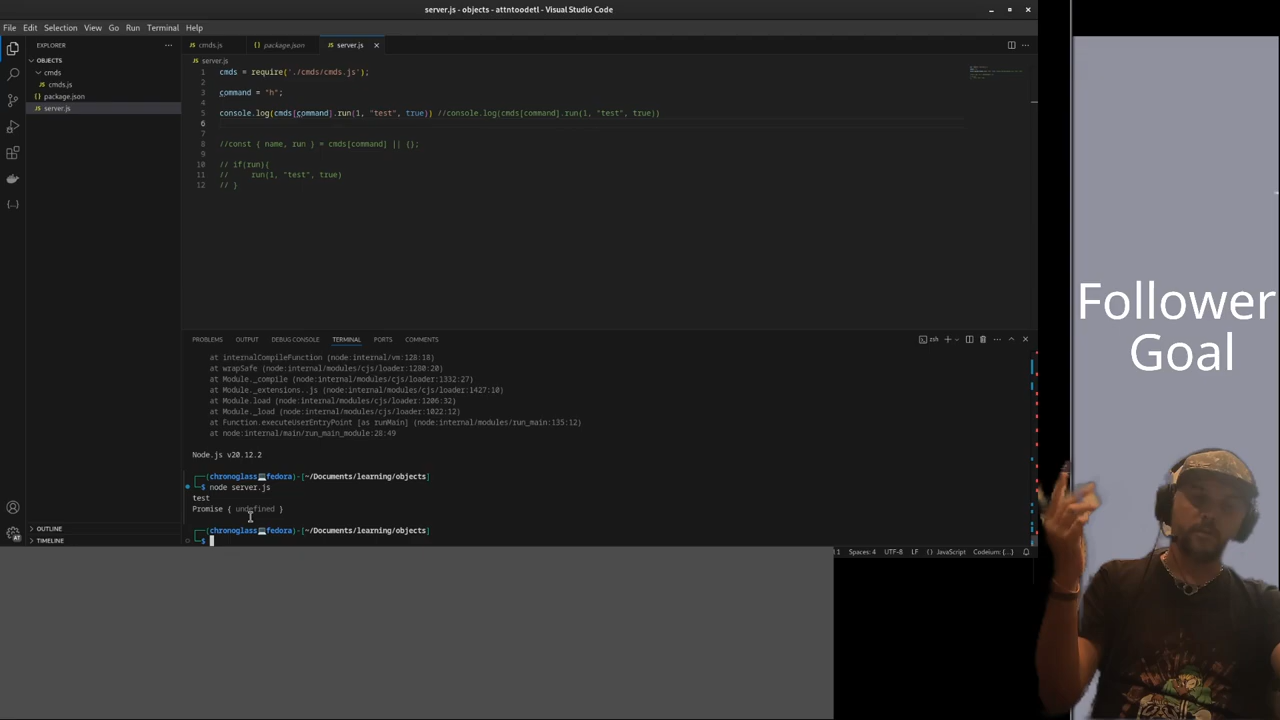 server.js - objects - attntoodetl - Visual Studio Code
File Edit Selection View Go Run Terminal Help
EXPLORER
OBJECTS
cmds
cmds.js
package.json
server.js
OUTLINE
TIMELINE
cmds.js package.json server.js
server.js
1 cmds = require('./cmds/cmds.js');
2
3 command = "h";
4
5 console.log(cmds[command].run(1, "test", true)) //console.log(cmds[command].run(1, "test", true))
6
7
8 //const { name, run } = cmds[command] || {};
9
10 // if(run){
11 // run(1, "test", true)
12 // }
PROBLEMS OUTPUT DEBUG CONSOLE TERMINAL PORTS COMMENTS
zsh
at internalCompileFunction (node:internal/vm:128:18)
at wrapSafe (node:internal/modules/cjs/loader:1280:20)
at Module._compile (node:internal/modules/cjs/loader:1332:27)
at Module._extensions..js (node:internal/modules/cjs/loader:1427:10)
at Module.load (node:internal/modules/cjs/loader:1206:32)
at Module._load (node:internal/modules/cjs/loader:1022:12)
at Function.executeUserEntryPoint [as runMain] (node:internal/modules/run_main:135:12)
at node:internal/main/run_main_module:28:49
Node.js v20.12.2
(chronoglass💻fedora)-[~/Documents/learning/objects]
$ node server.js
test
Promise { undefined }
(chronoglass💻fedora)-[~/Documents/learning/objects]
$
Spaces: 4 UTF-8 LF {} JavaScript Codeium: {...}
Follower
Goal